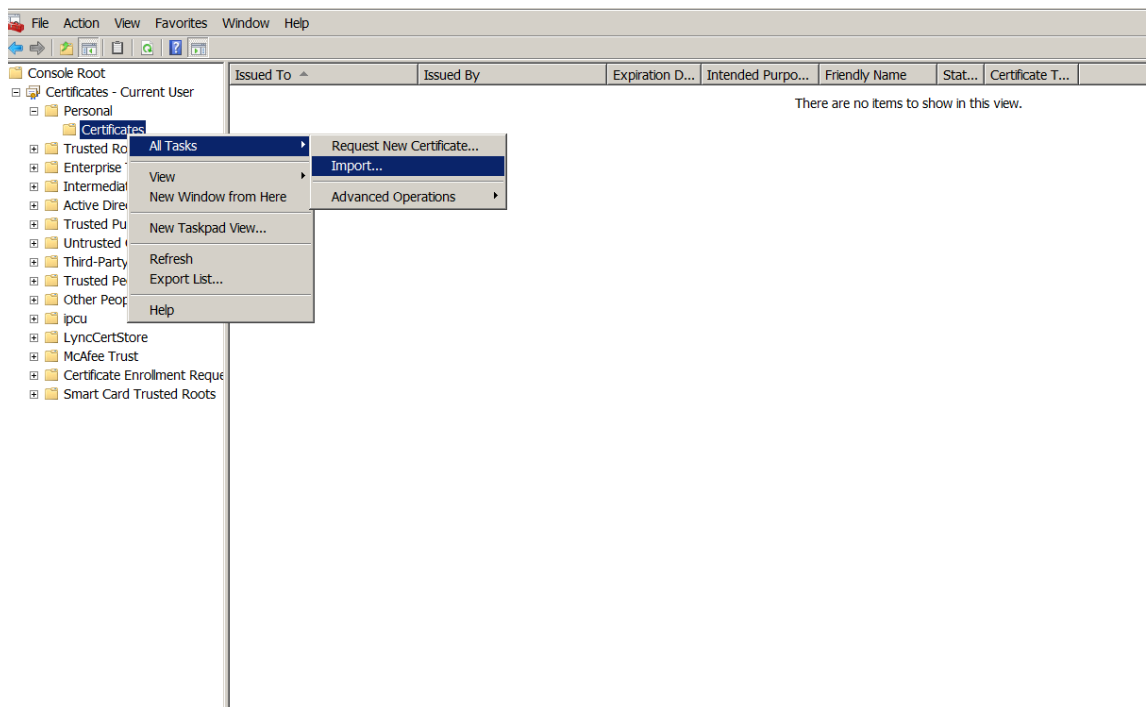 File Action View Favorites Window Help
Console Root
Certificates - Current User
Personal
Certificates
Trusted Ro
Enterprise
Intermedia
Active Dire
Trusted Pu
Untrusted
Third-Party
Trusted Pe
Other Peop
ipcu
LyncCertStore
McAfee Trust
Certificate Enrollment Reque
Smart Card Trusted Roots
Issued To Issued By Expiration D... Intended Purpo... Friendly Name Stat... Certificate T...
There are no items to show in this view.
All Tasks
View
New Window from Here
New Taskpad View...
Refresh
Export List...
Help
Request New Certificate...
Import...
Advanced Operations